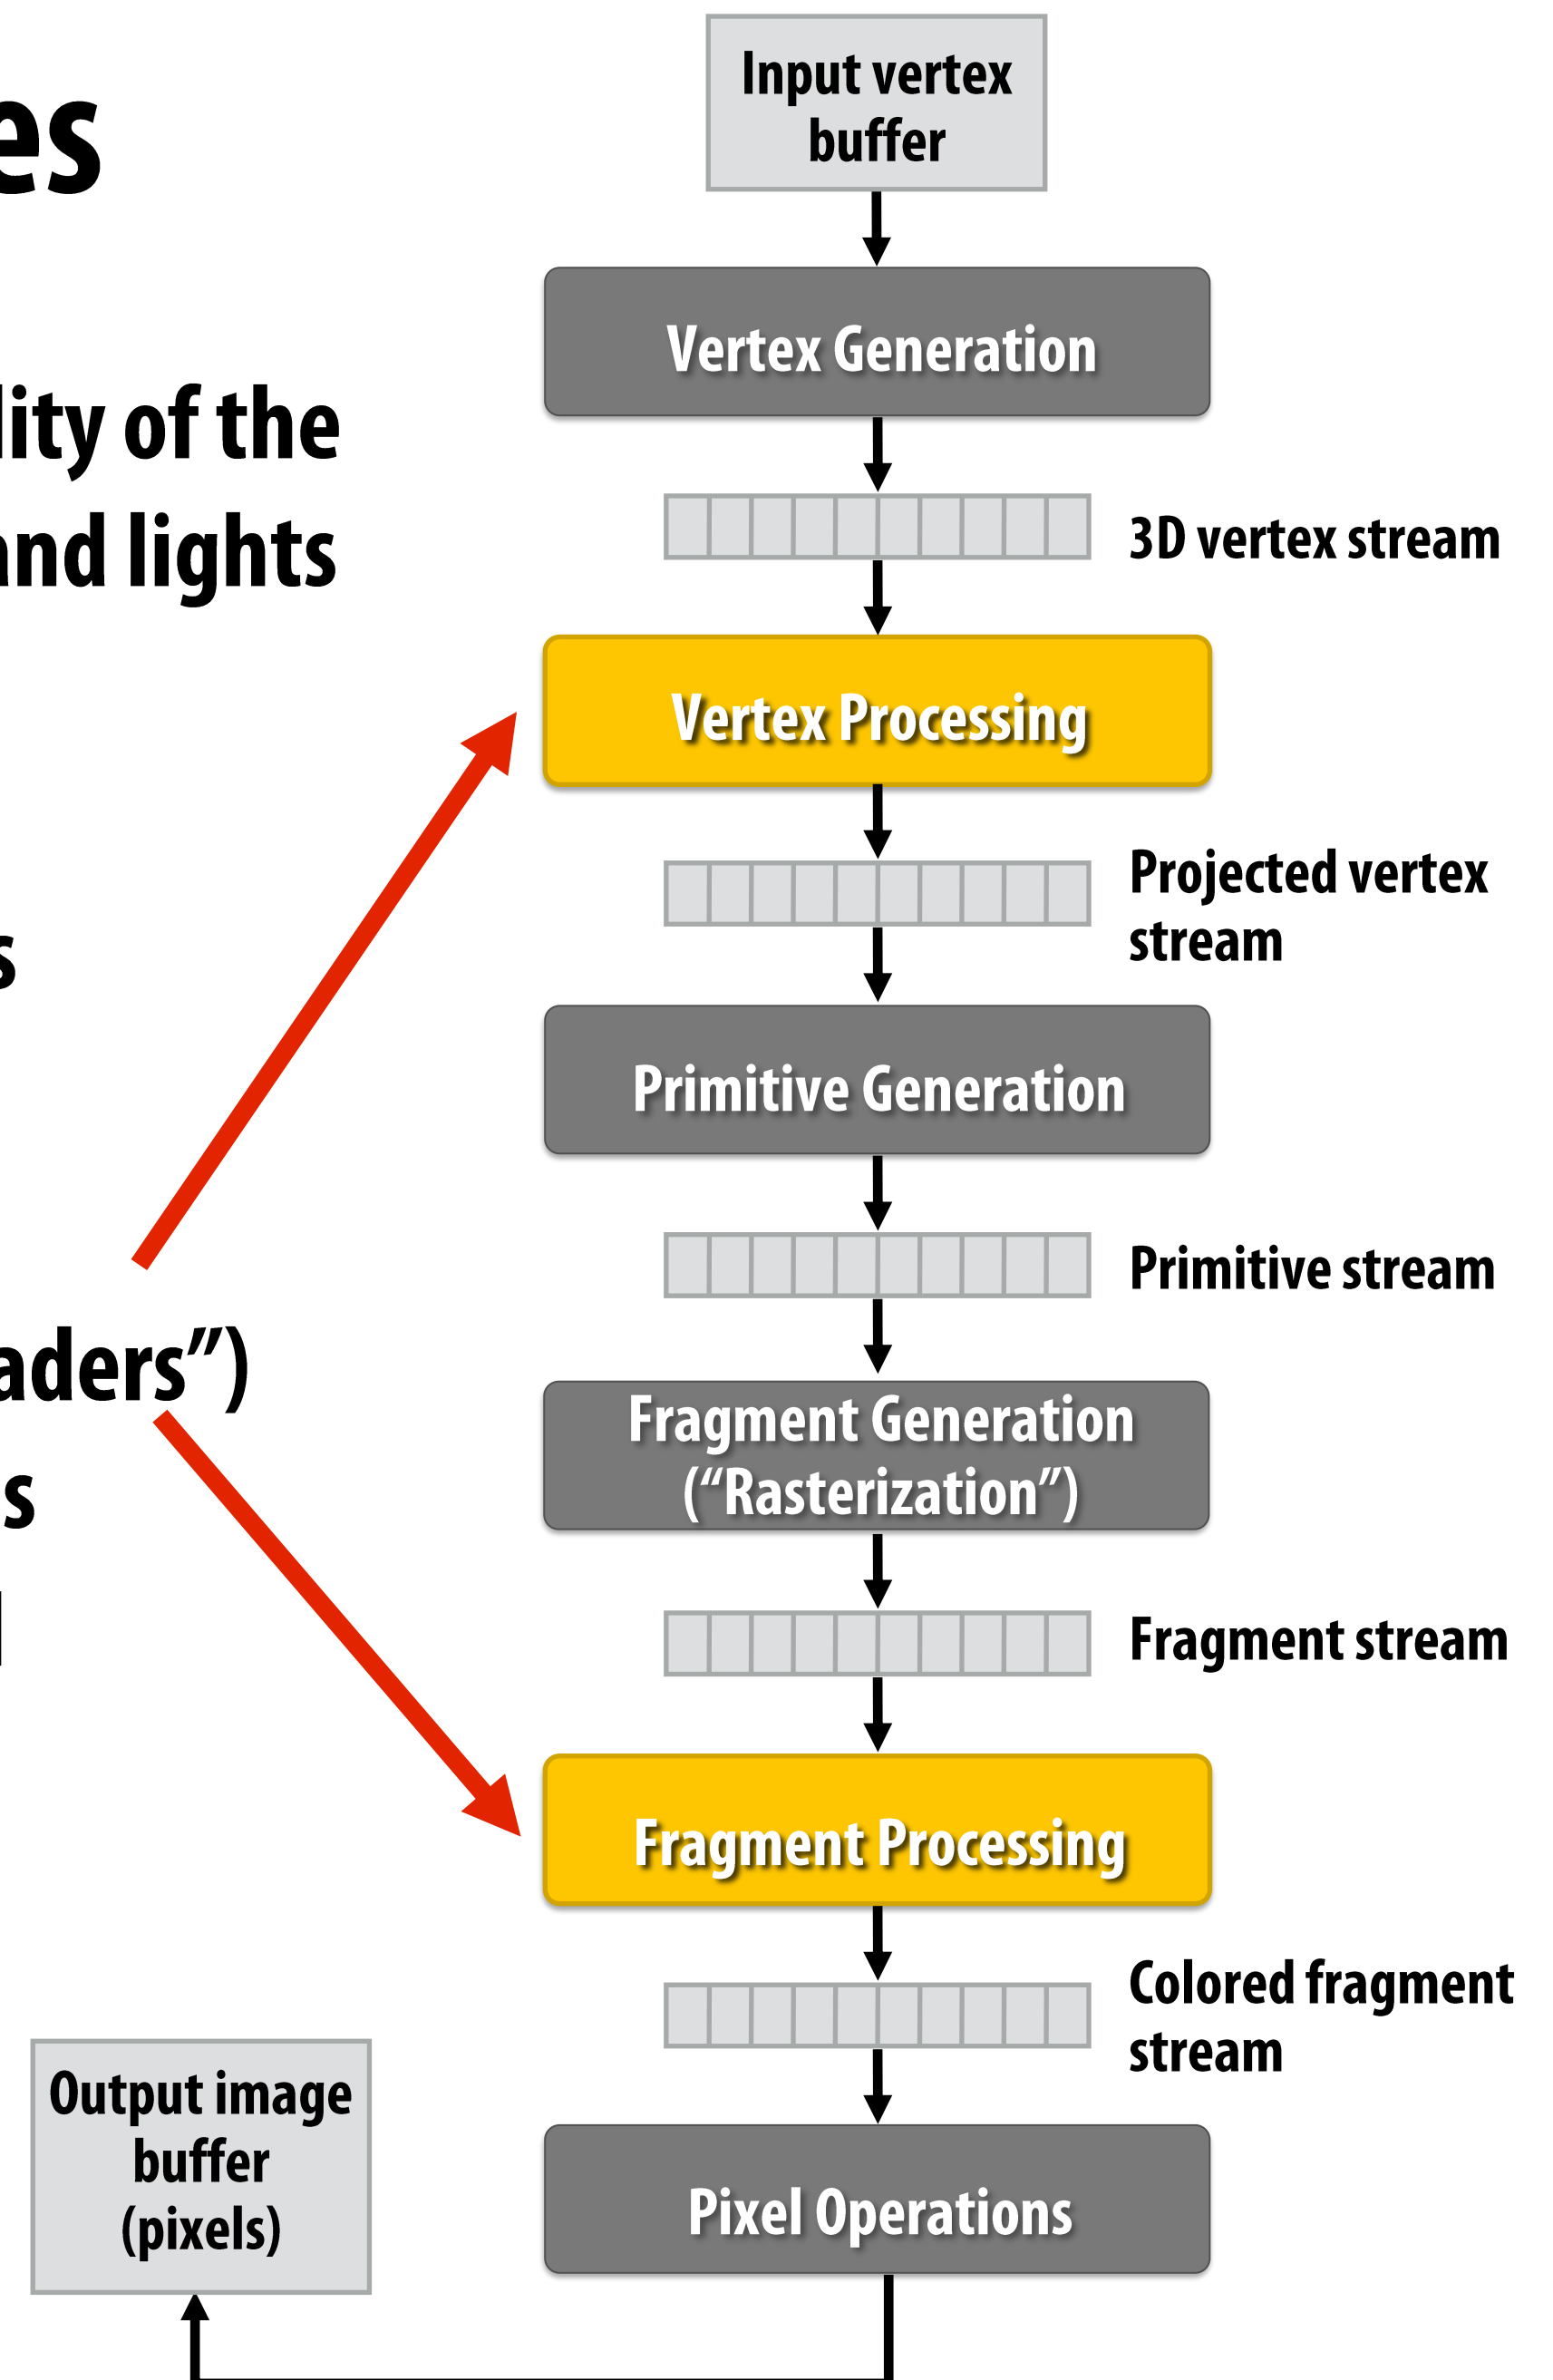 es
lity of the
and lights
s
aders”)
s
Input vertex
buffer
Vertex Generation
3D vertex stream
Vertex Processing
Projected vertex
stream
Primitive Generation
Primitive stream
Fragment Generation
(“Rasterization”)
Fragment stream
Fragment Processing
Colored fragment
stream
Pixel Operations
Output image
buffer
(pixels)